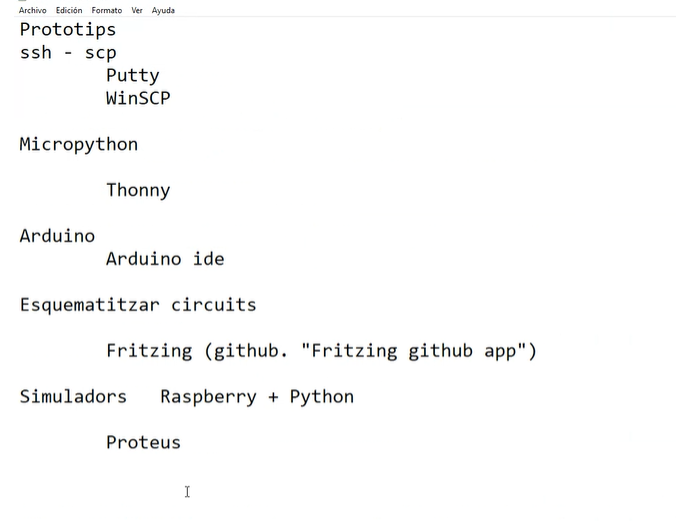 Archivo Edición Formato Ver Ayuda
Prototips
ssh - scp
Putty
WinSCP
Micropython
Thonny
Arduino
Arduino ide
Esquematitzar circuits
Fritzing (github. "Fritzing github app")
Simuladors Raspberry + Python
Proteus